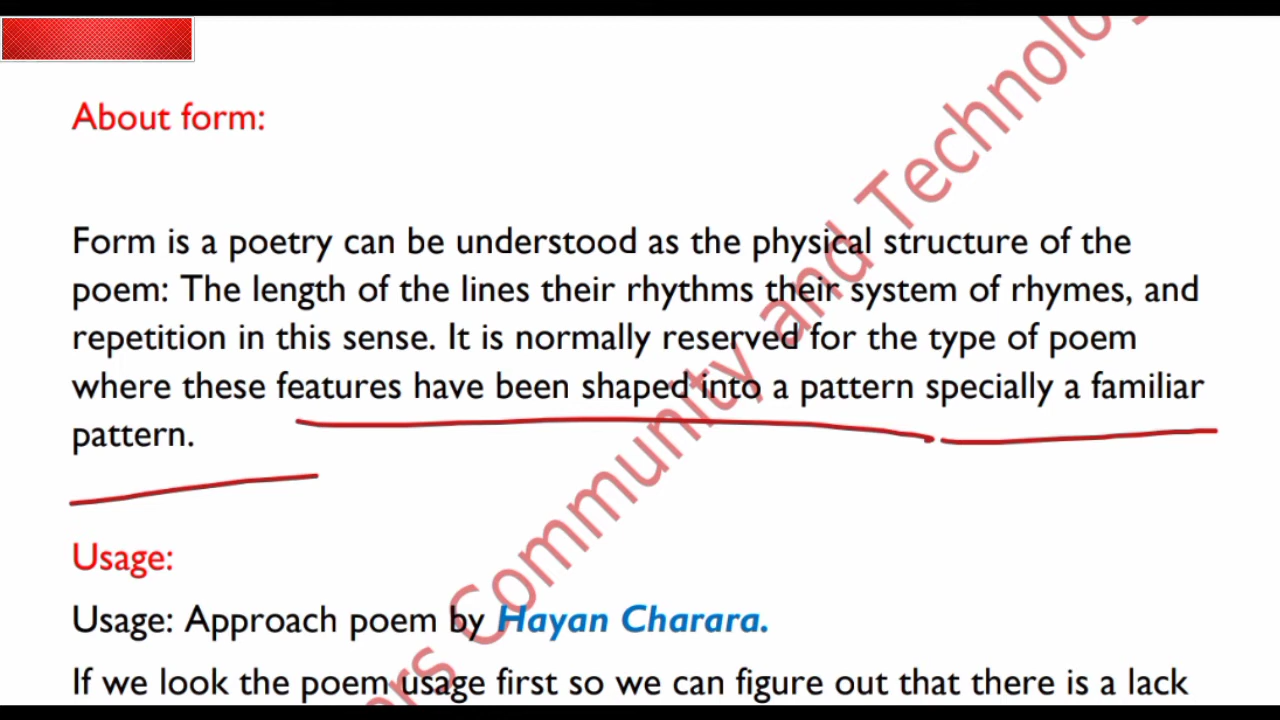 About form:
Form is a poetry can be understood as the physical structure of the
poem: The length of the lines their rhythms their system of rhymes, and
repetition in this sense. It is normally reserved for the type of poem
where these features have been shaped into a pattern specially a familiar
pattern.
Usage:
Usage: Approach poem by Hayan Charara.
If we look the poem usage first so we can figure out that there is a lack
Community and